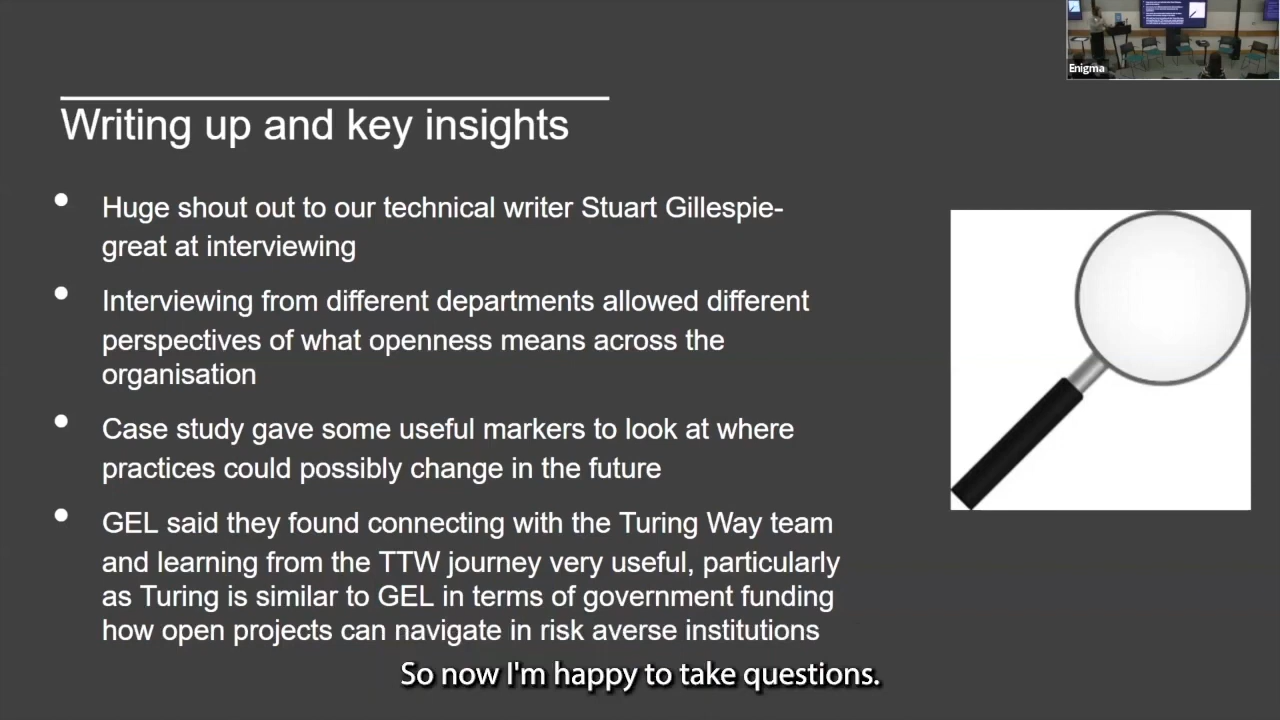 Enigma
Writing up and key insights
Huge shout out to our technical writer Stuart Gillespie-
great at interviewing
Interviewing from different departments allowed different
perspectives of what openness means across the
organisation
Case study gave some useful markers to look at where
practices could possibly change in the future
GEL said they found connecting with the Turing Way team
and learning from the TTW journey very useful, particularly
as Turing is similar to GEL in terms of government funding
how open projects can navigate in risk averse institutions
So now I'm happy to take questions.